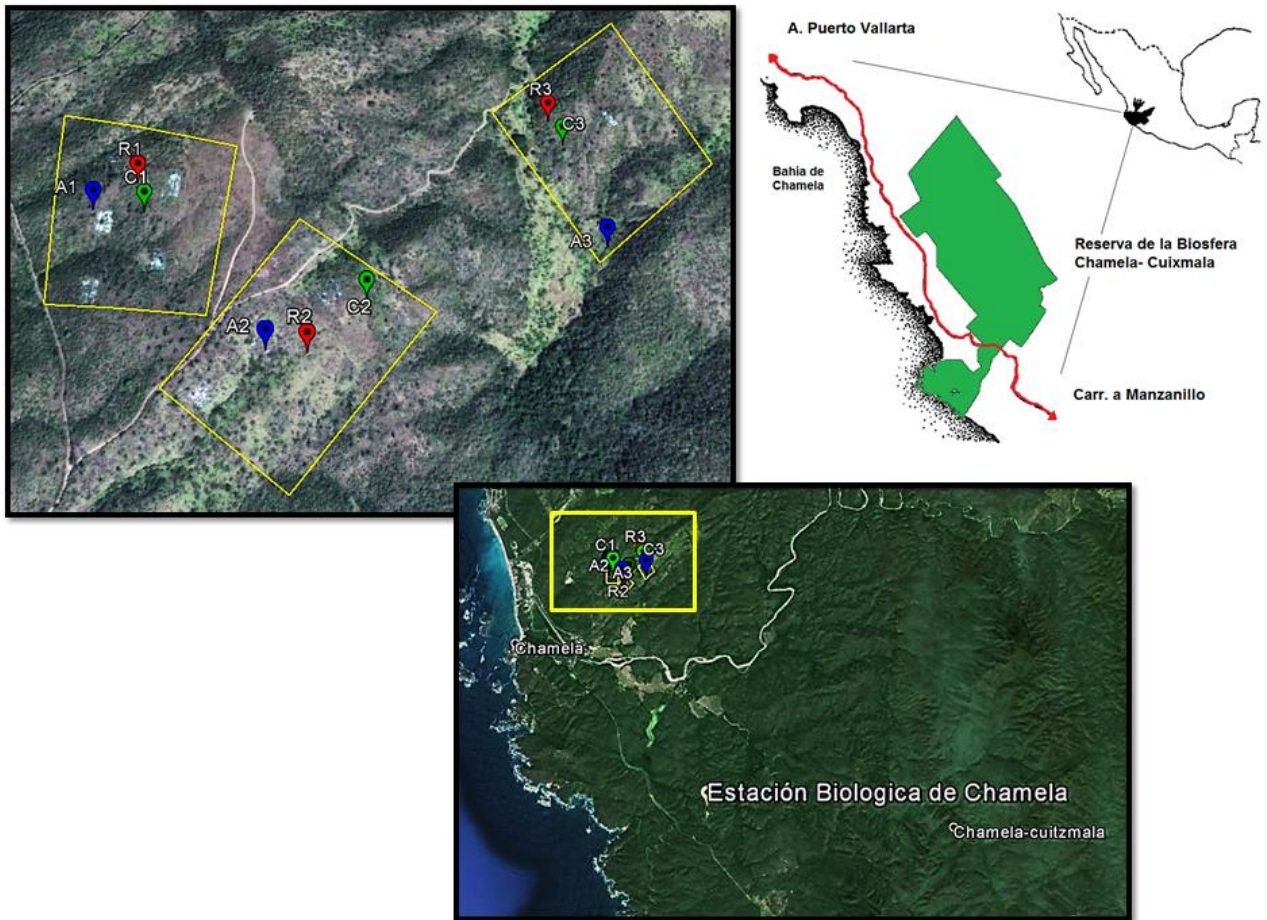 R1
A1
C1
R3
C3
A3
C2
A2
R2
A. Puerto Vallarta
Bahia de
Chamela
Reserva de la Biosfera
Chamela- Cuixmala
Carr. a Manzanillo
C1
R3
C3
A2
A3
R2
Chamela
Estación Biologica de Chamela
Chamela-cuitzmala